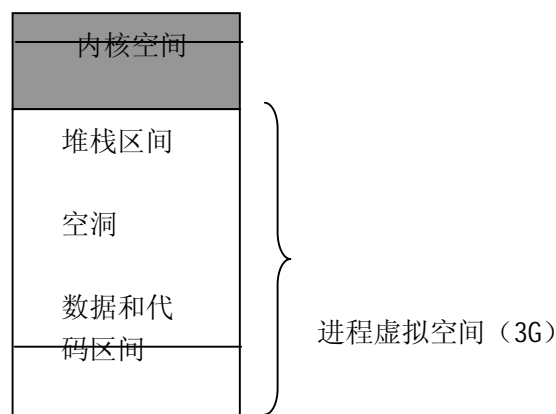 内核空间
堆栈区间
空洞
数据和代
码区间
进程虚拟空间（3G）